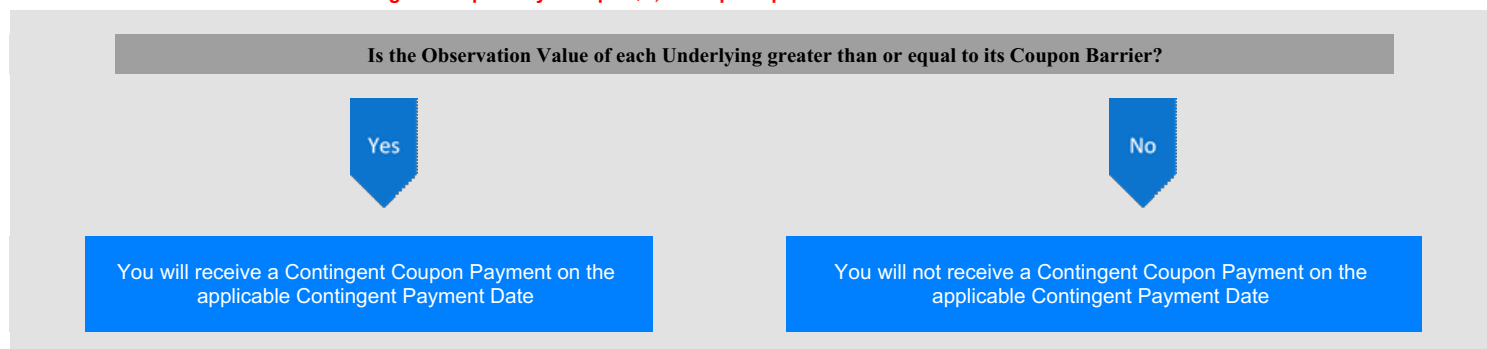 Is the Observation Value of each Underlying greater than or equal to its Coupon Barrier?
Yes
No
You will receive a Contingent Coupon Payment on the
applicable Contingent Payment Date
You will not receive a Contingent Coupon Payment on the
applicable Contingent Payment Date